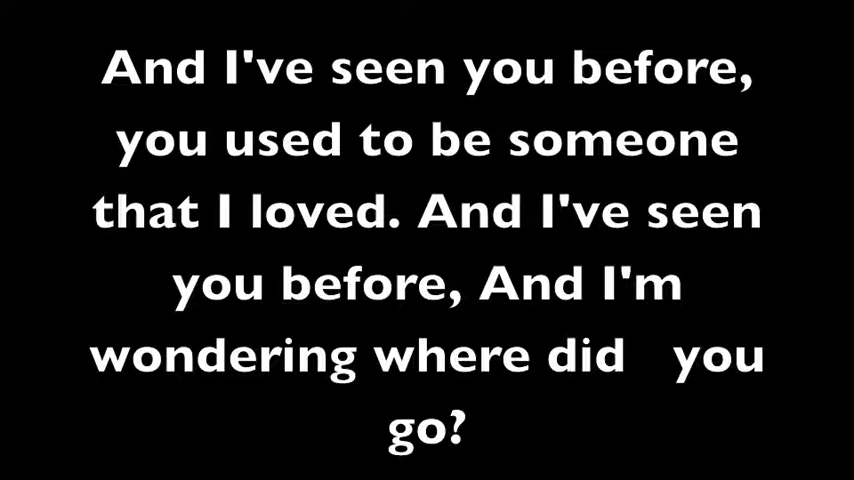 And I've seen you before,
you used to be someone
that I loved. And I've seen
you before, And I'm
wondering where did   you
go?